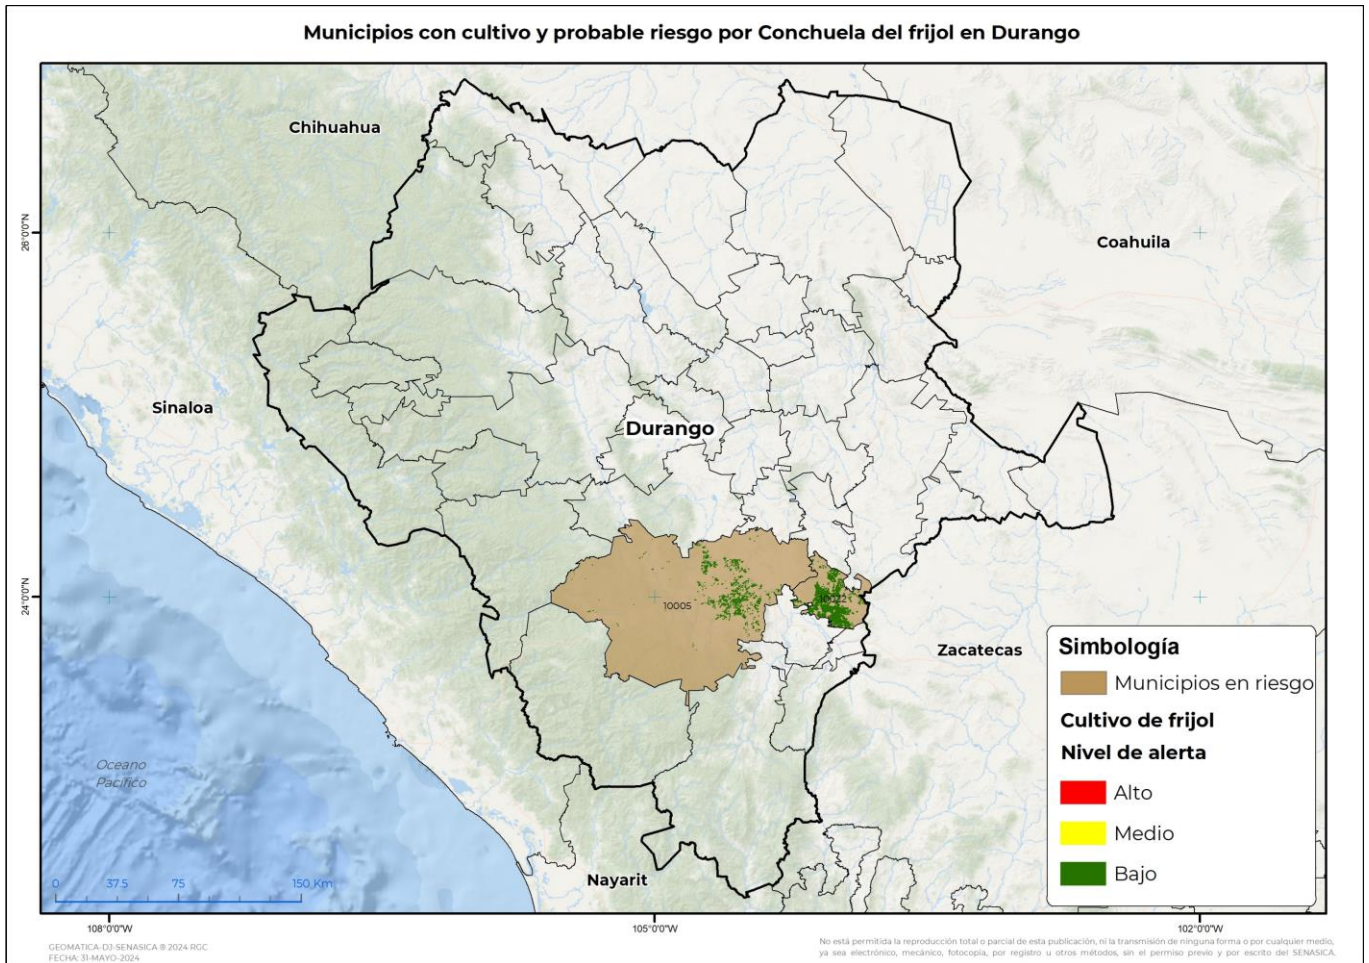 Municipios con cultivo y probable riesgo por Conchuela del frijol en Durango
Chihuahua
Coahuila
Sinaloa
Durango
Zacatecas
Nayarit
Oceano
Pacífico
10005
26°0'0"N
24°0'0"N
108°0'0"W
105°0'0"W
102°0'0"W
0 37.5 75 150 Km
Simbología
Municipios en riesgo
Cultivo de frijol
Nivel de alerta
Alto
Medio
Bajo
GEOMATICA-DJ-SENASICA ® 2024 RGC
FECHA: 31-MAYO-2024
No está permitida la reproducción total o parcial de esta publicación, ni la transmisión de ninguna forma o por cualquier medio,
ya sea electrónico, mecánico, fotocopia, por registro u otros métodos, sin el permiso previo y por escrito del SENASICA.